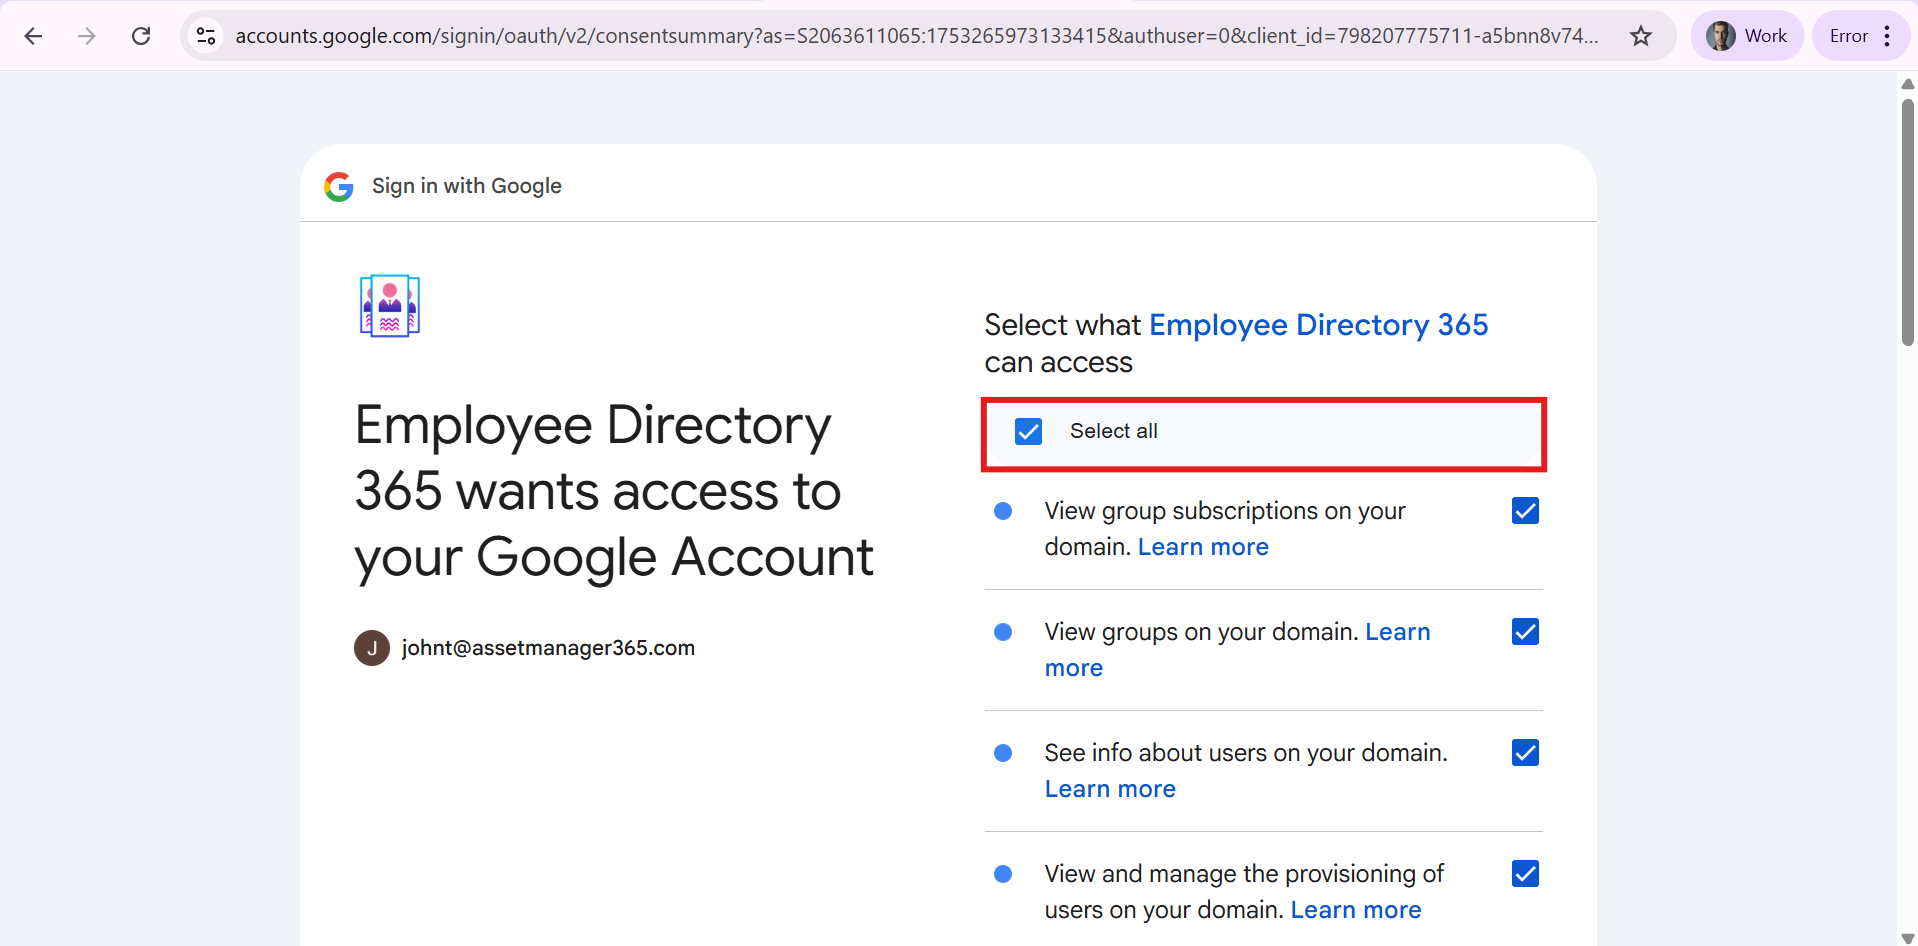 accounts.google.com/signin/oauth/v2/consentsummary?as=S2063611065:1753265973133415&authuser=0&client_id=798207775711-a5bnn8v74...
Work
Error
Sign in with Google
Employee Directory
365 wants access to
your Google Account
J
johnt@assetmanager365.com
Select what Employee Directory 365
can access
Select all
View group subscriptions on your
domain. Learn more
View groups on your domain. Learn
more
See info about users on your domain.
Learn more
View and manage the provisioning of
users on your domain. Learn more